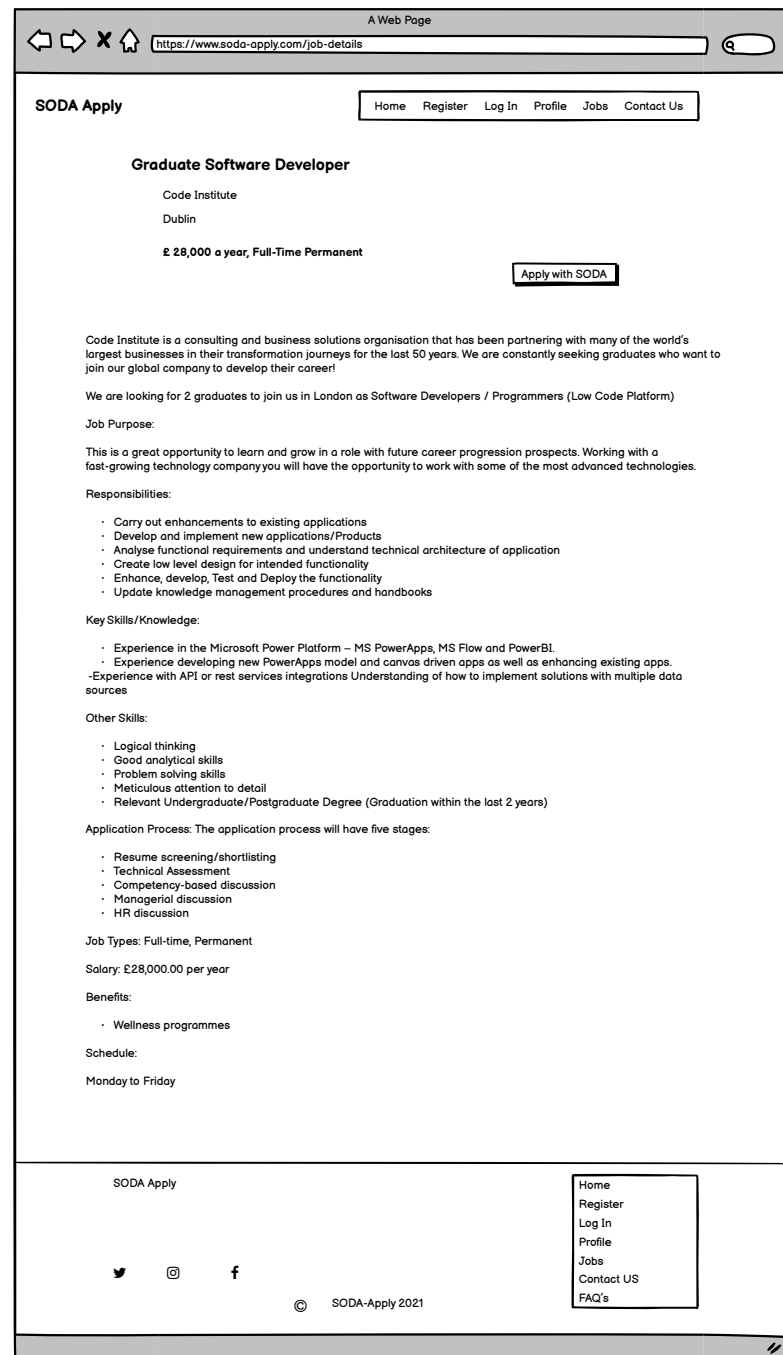 A Web Page
https://www.soda-apply.com/job-details
SODA Apply
Home Register Log In Profile Jobs Contact Us
Graduate Software Developer
Code Institute
Dublin
£ 28,000 a year, Full-Time Permanent
Apply with SODA
Code Institute is a consulting and business solutions organisation that has been partnering with many of the world's
largest businesses in their transformation journeys for the last 50 years. We are constantly seeking graduates who want to
join our global company to develop their career!
We are looking for 2 graduates to join us in London as Software Developers / Programmers (Low Code Platform)
Job Purpose:
This is a great opportunity to learn and grow in a role with future career progression prospects. Working with a
fast-growing technology company you will have the opportunity to work with some of the most advanced technologies.
Responsibilities:
· Carry out enhancements to existing applications
· Develop and implement new applications/Products
· Analyse functional requirements and understand technical architecture of application
· Create low level design for intended functionality
· Enhance, develop, Test and Deploy the functionality
· Update knowledge management procedures and handbooks
Key Skills/Knowledge:
· Experience in the Microsoft Power Platform – MS PowerApps, MS Flow and PowerBI.
· Experience developing new PowerApps model and canvas driven apps as well as enhancing existing apps.
-Experience with API or rest services integrations Understanding of how to implement solutions with multiple data
sources
Other Skills:
· Logical thinking
· Good analytical skills
· Problem solving skills
· Meticulous attention to detail
· Relevant Undergraduate/Postgraduate Degree (Graduation within the last 2 years)
Application Process: The application process will have five stages:
· Resume screening/shortlisting
· Technical Assessment
· Competency-based discussion
· Managerial discussion
· HR discussion
Job Types: Full-time, Permanent
Salary: £28,000.00 per year
Benefits:
· Wellness programmes
Schedule:
Monday to Friday
SODA Apply
Home
Register
Log In
Profile
Jobs
Contact US
FAQ's
© SODA-Apply 2021